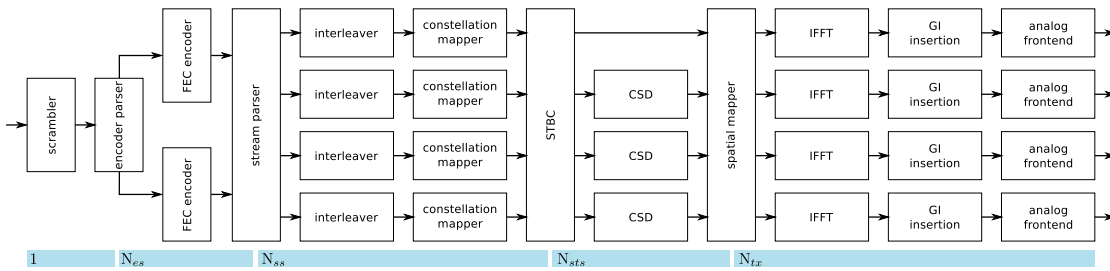 scrambler
encoder parser
FEC encoder
FEC encoder
stream parser
interleaver
constellation
mapper
interleaver
constellation
mapper
interleaver
constellation
mapper
interleaver
constellation
mapper
STBC
CSD
CSD
CSD
spatial mapper
IFFT
GI
insertion
analog
frontend
IFFT
GI
insertion
analog
frontend
IFFT
GI
insertion
analog
frontend
IFFT
GI
insertion
analog
frontend
1
N_es
N_ss
N_sts
N_tx